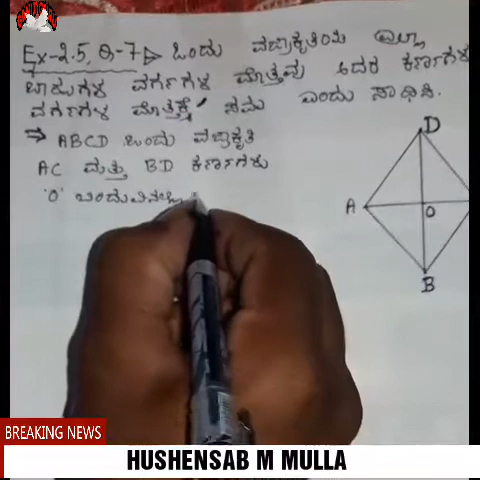 Ex-2.5, Q-7 ಒಂದು ವಜ್ರಾಕೃತಿಯ ಎಲ್ಲಾ
ಬಾಹುಗಳ ವರ್ಗಗಳ ಮೊತ್ತವು ಅದರ ಕರ್ಣಗಳ
ವರ್ಗಗಳ ಮೊತ್ತಕ್ಕೆ ಸಮ ಎಂದು ಸಾಧಿಸಿ.
⇒ ABCD ಒಂದು ವಜ್ರಾಕೃತಿ
AC ಮತ್ತು BD ಕರ್ಣಗಳು
'O' ಬಿಂದುವಿನಲ್ಲಿ
D
A
O
B
BREAKING NEWS
HUSHENSAB M MULLA